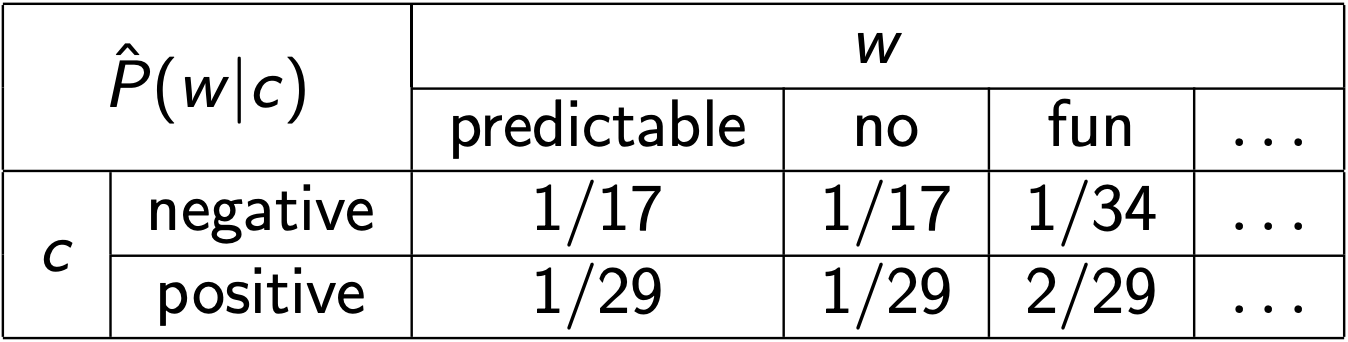 P̂(w|c) w
predictable no fun ...
c negative 1/17 1/17 1/34 ...
positive 1/29 1/29 2/29 ...